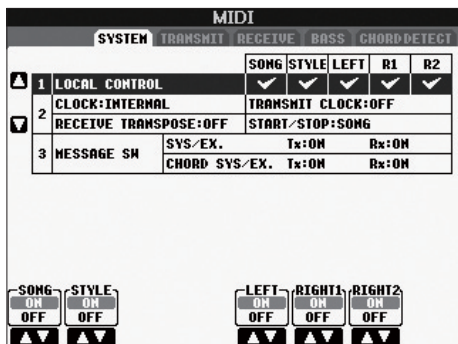 MIDI
SYSTEM TRANSMIT RECEIVE BASS CHORD DETECT
SONG STYLE LEFT R1 R2
1 LOCAL CONTROL
2 CLOCK:INTERNAL TRANSMIT CLOCK:OFF
RECEIVE TRANSPOSE:OFF START/STOP:SONG
3 MESSAGE SW SYS/EX. Tx:ON Rx:ON
CHORD SYS/EX. Tx:ON Rx:ON
SONG STYLE LEFT RIGHT1 RIGHT2
ON ON ON ON ON
OFF OFF OFF OFF OFF